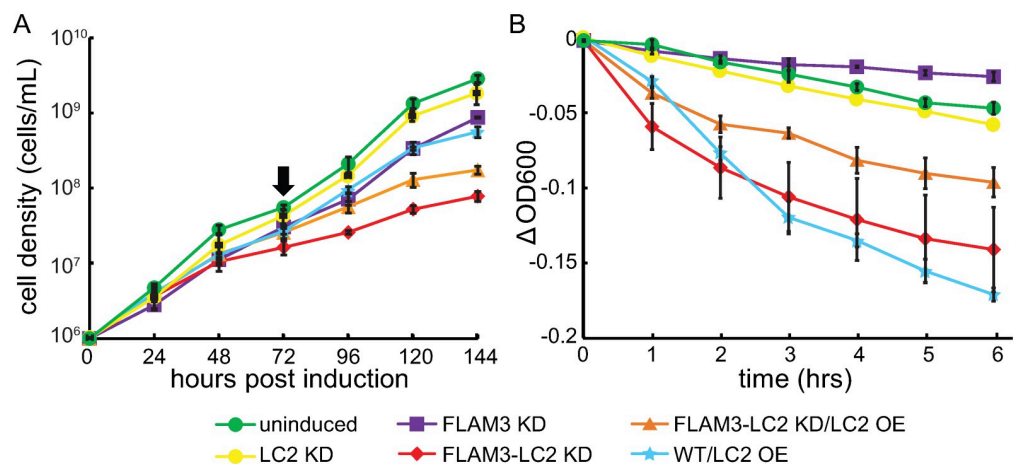 A
B
cell density (cells/mL)
10^10
10^9
10^8
10^7
10^6
0
24
48
72
96
120
144
hours post induction
Δ OD600
0
-0.05
-0.1
-0.15
-0.2
0
1
2
3
4
5
6
time (hrs)
uninduced
FLAM3 KD
FLAM3-LC2 KD/LC2 OE
LC2 KD
FLAM3-LC2 KD
WT/LC2 OE